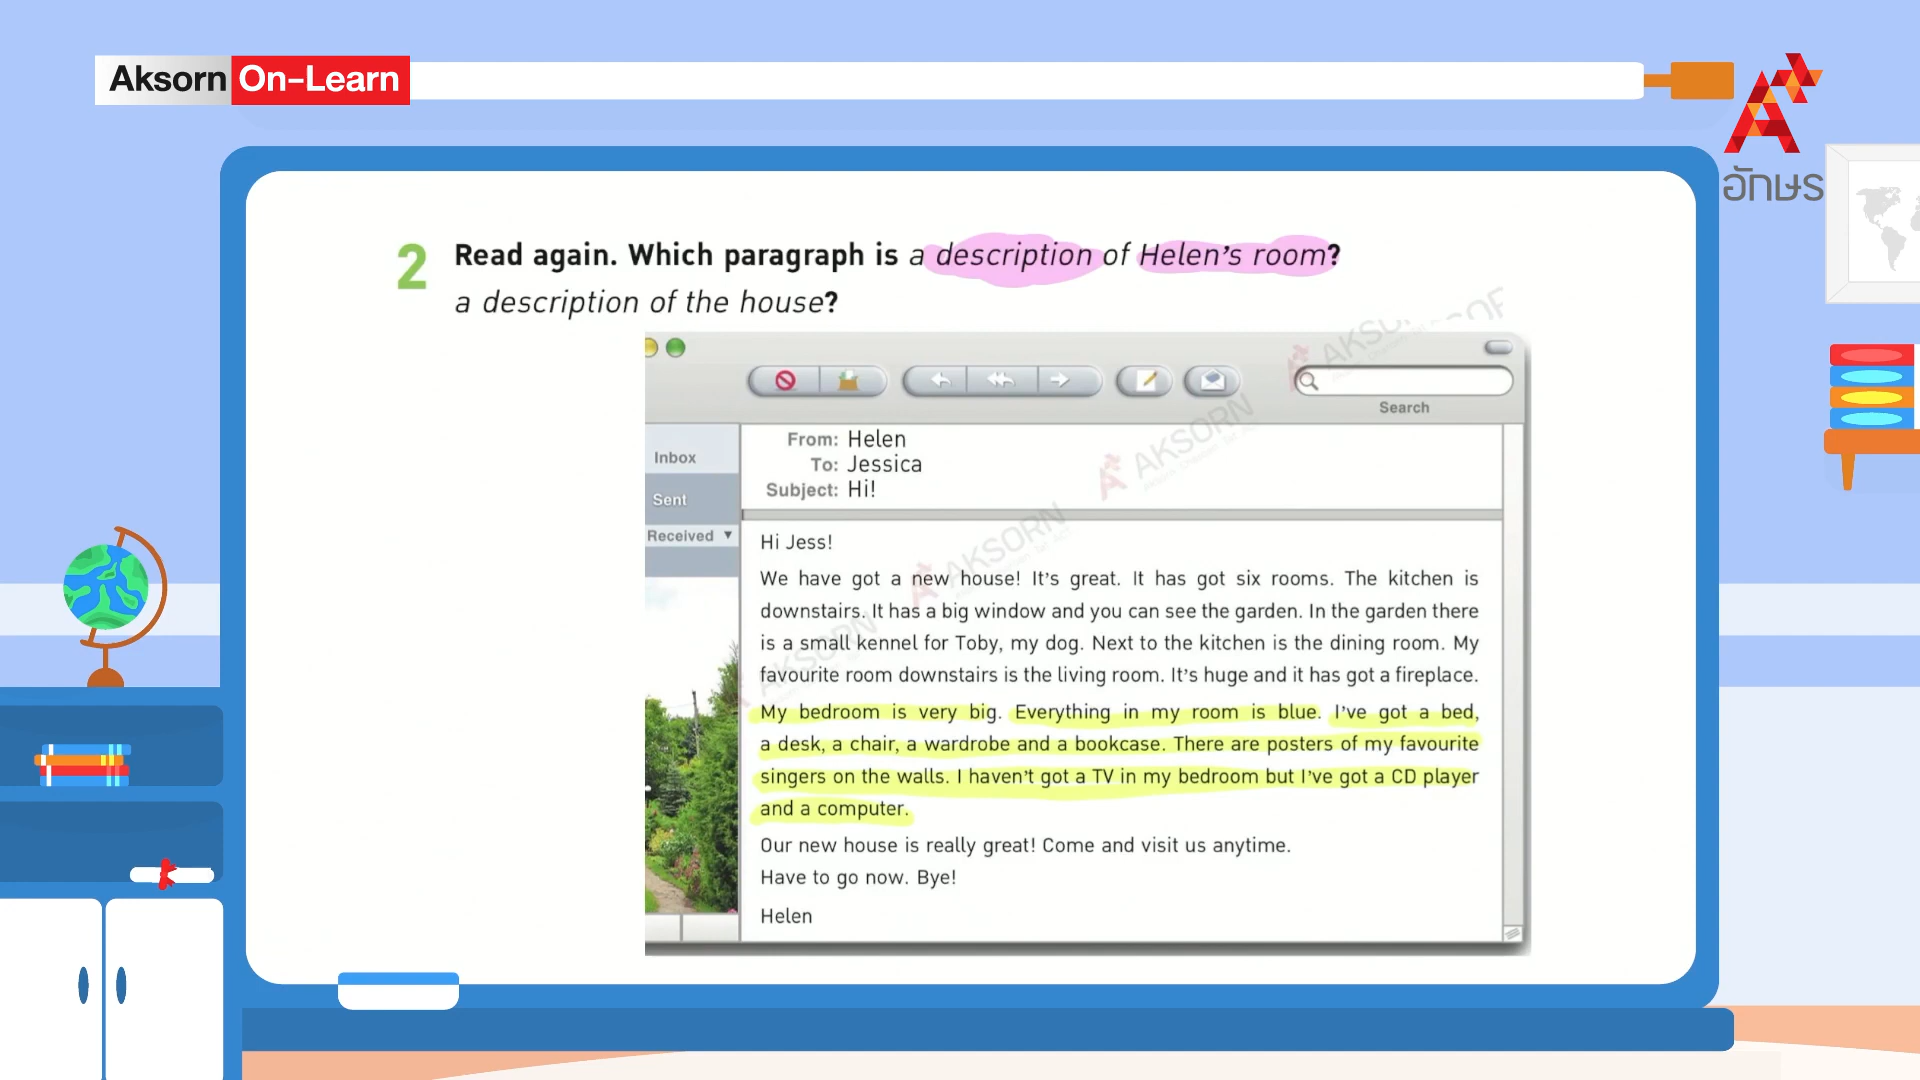 Aksorn On-Learn
อักษร
2 Read again. Which paragraph is a description of Helen's room?
a description of the house?
Search
From: Helen
To: Jessica
Subject: Hi!
Inbox
Sent
Received
Hi Jess!
We have got a new house! It's great. It has got six rooms. The kitchen is
downstairs. It has a big window and you can see the garden. In the garden there
is a small kennel for Toby, my dog. Next to the kitchen is the dining room. My
favourite room downstairs is the living room. It's huge and it has got a fireplace.
My bedroom is very big. Everything in my room is blue. I've got a bed,
a desk, a chair, a wardrobe and a bookcase. There are posters of my favourite
singers on the walls. I haven't got a TV in my bedroom but I've got a CD player
and a computer.
Our new house is really great! Come and visit us anytime.
Have to go now. Bye!
Helen
AKSORN
AKSORN
AKSORN